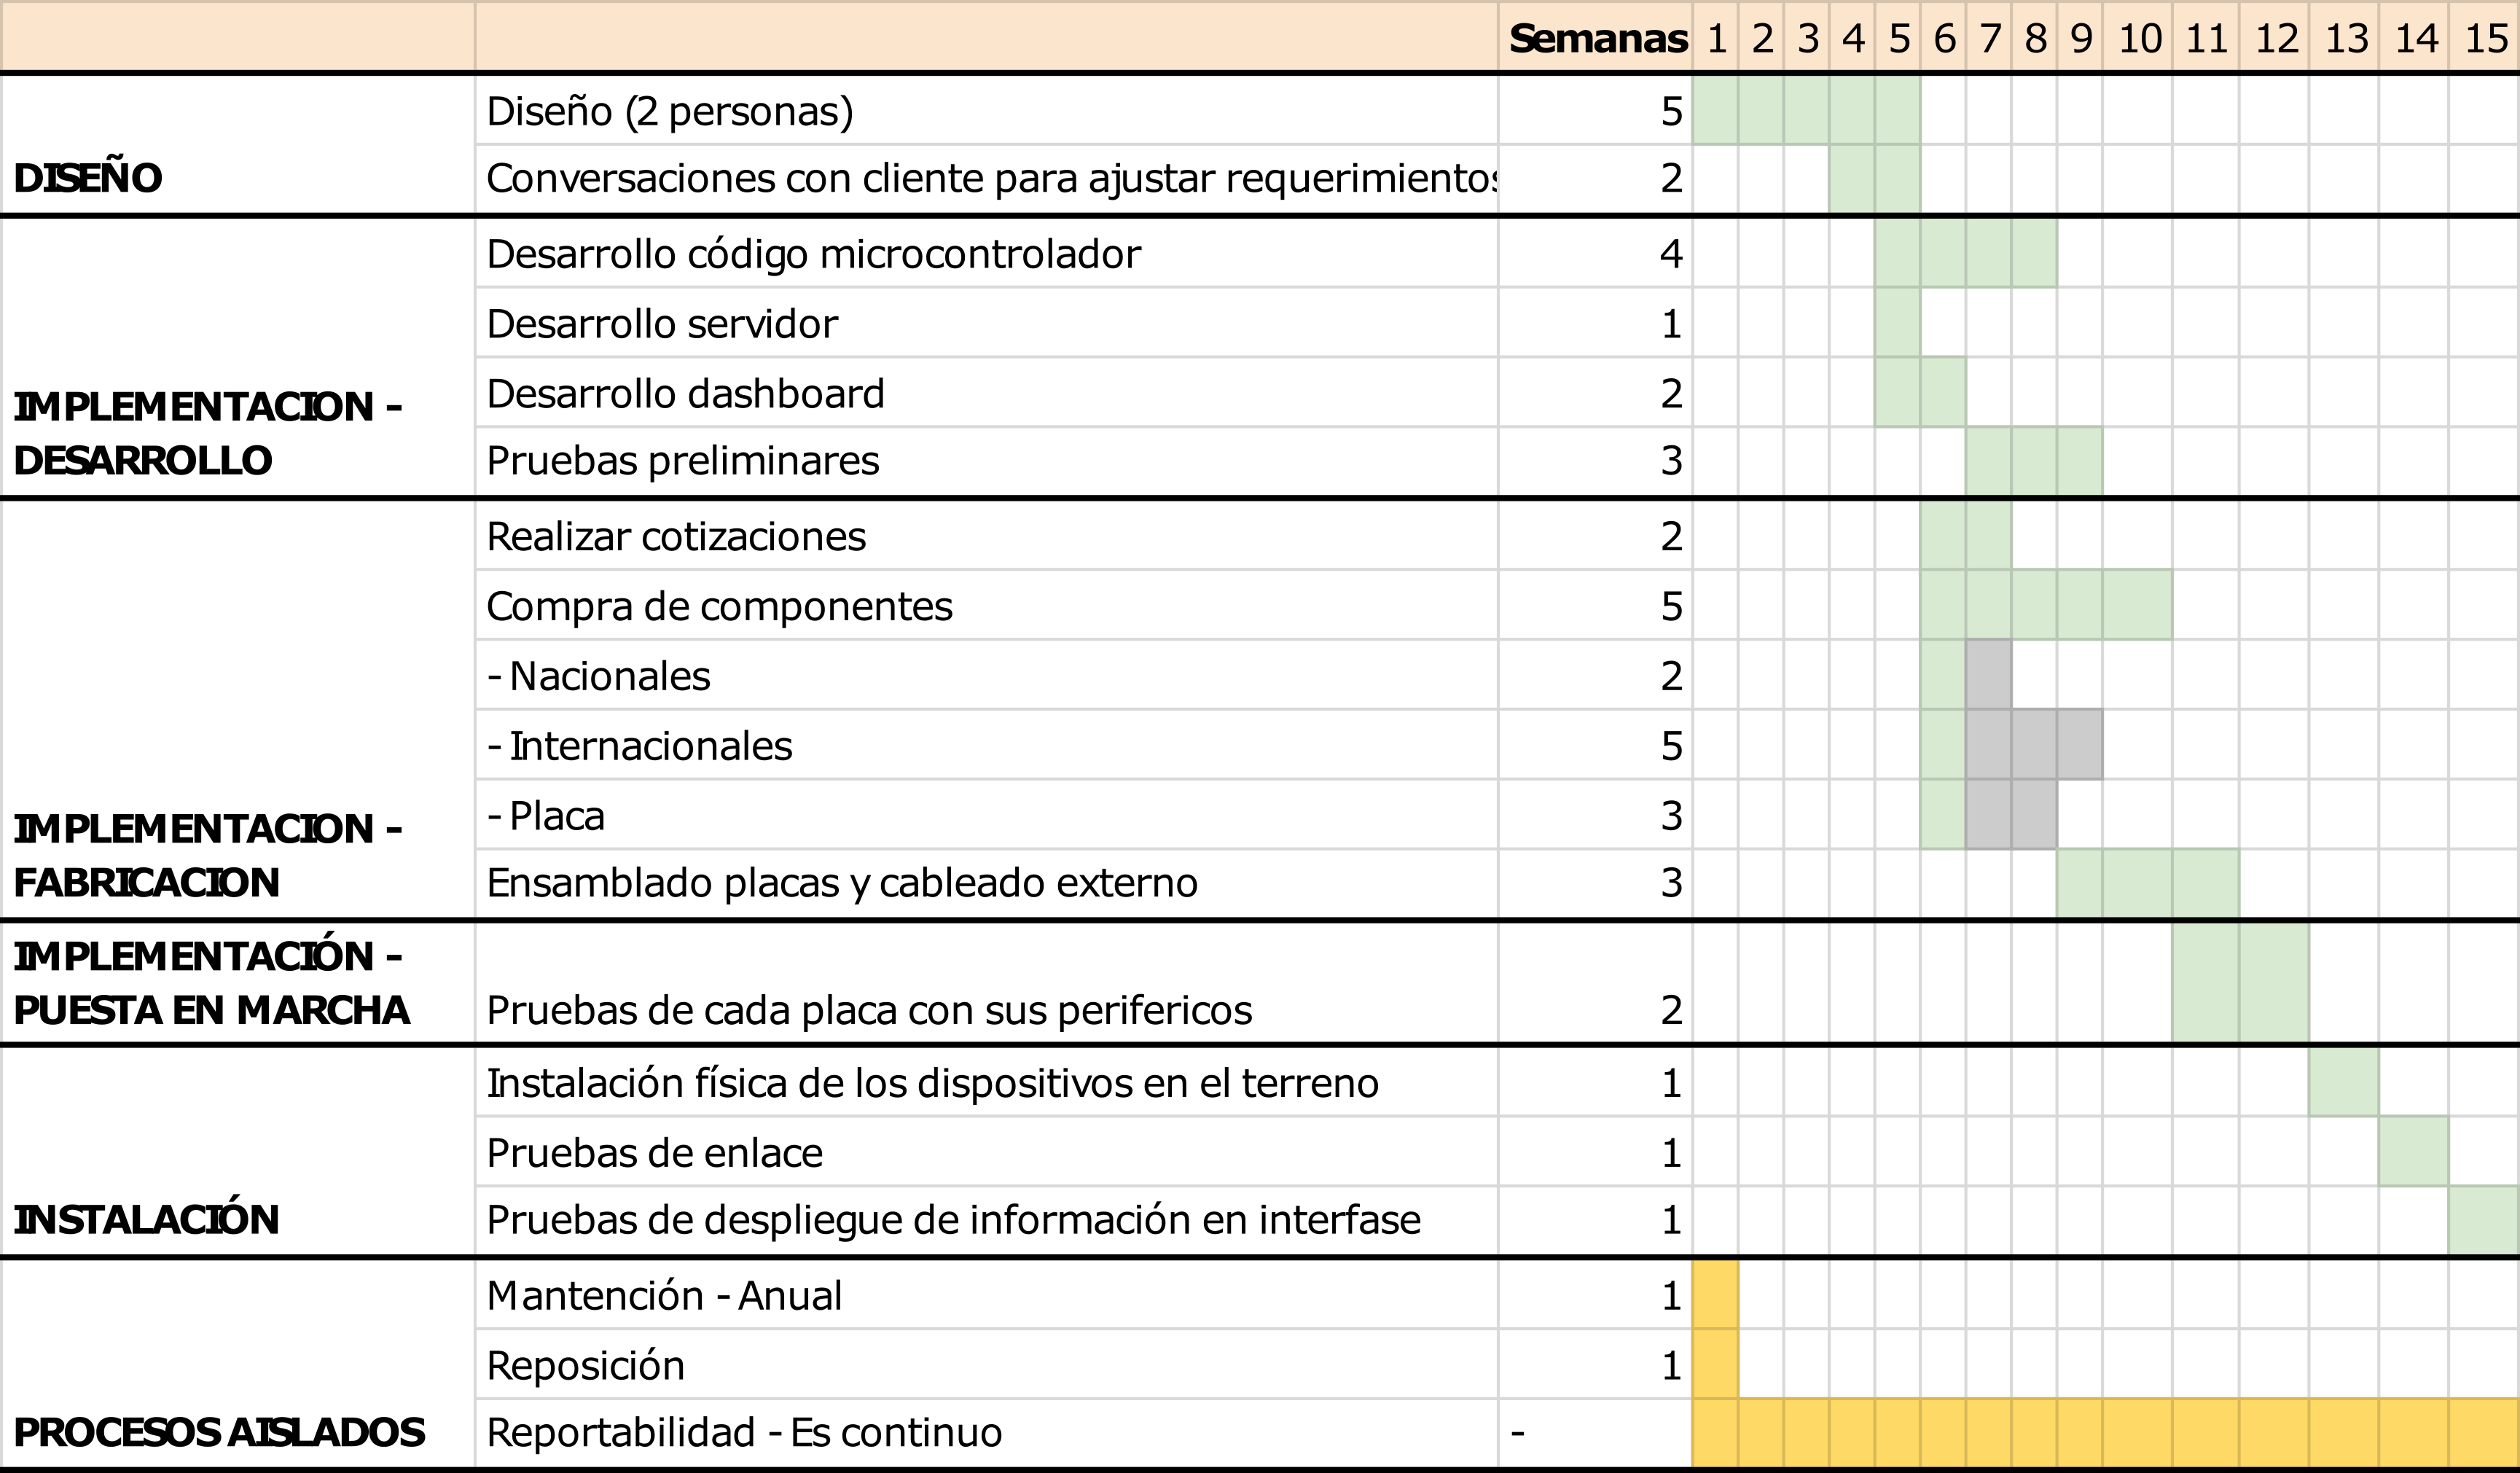 Semanas 1 2 3 4 5 6 7 8 9 10 11 12 13 14 15
DISEÑO
Diseño (2 personas) 5
Conversaciones con cliente para ajustar requerimientos 2
IMPLEMENTACION -
DESARROLLO
Desarrollo código microcontrolador 4
Desarrollo servidor 1
Desarrollo dashboard 2
Pruebas preliminares 3
IMPLEMENTACION -
FABRICACION
Realizar cotizaciones 2
Compra de componentes 5
- Nacionales 2
- Internacionales 5
- Placa 3
Ensamblado placas y cableado externo 3
IMPLEMENTACIÓN -
PUESTA EN MARCHA
Pruebas de cada placa con sus perifericos 2
INSTALACIÓN
Instalación física de los dispositivos en el terreno 1
Pruebas de enlace 1
Pruebas de despliegue de información en interfase 1
PROCESOS AISLADOS
Mantención - Anual 1
Reposición 1
Reportabilidad - Es continuo -